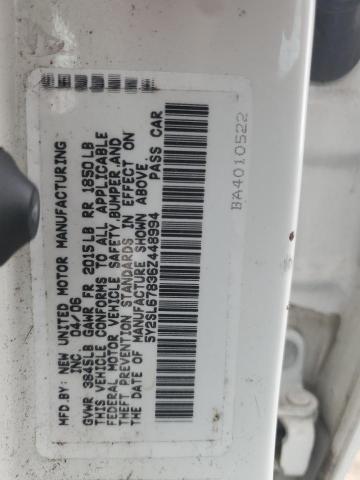 MFD.BY: NEW UNITED MOTOR MANUFACTURING
INC. 04/06
GVWR 3845LB GAWR FR 2015LB RR 1850LB
THIS VEHICLE CONFORMS TO ALL APPLICABLE
FEDERAL MOTOR VEHICLE SAFETY,BUMPER,AND
THEFT PREVENTION STANDARDS IN EFFECT ON
THE DATE OF MANUFACTURE SHOWN ABOVE.
5Y2SL67836Z448994 PASS CAR
BA4010522